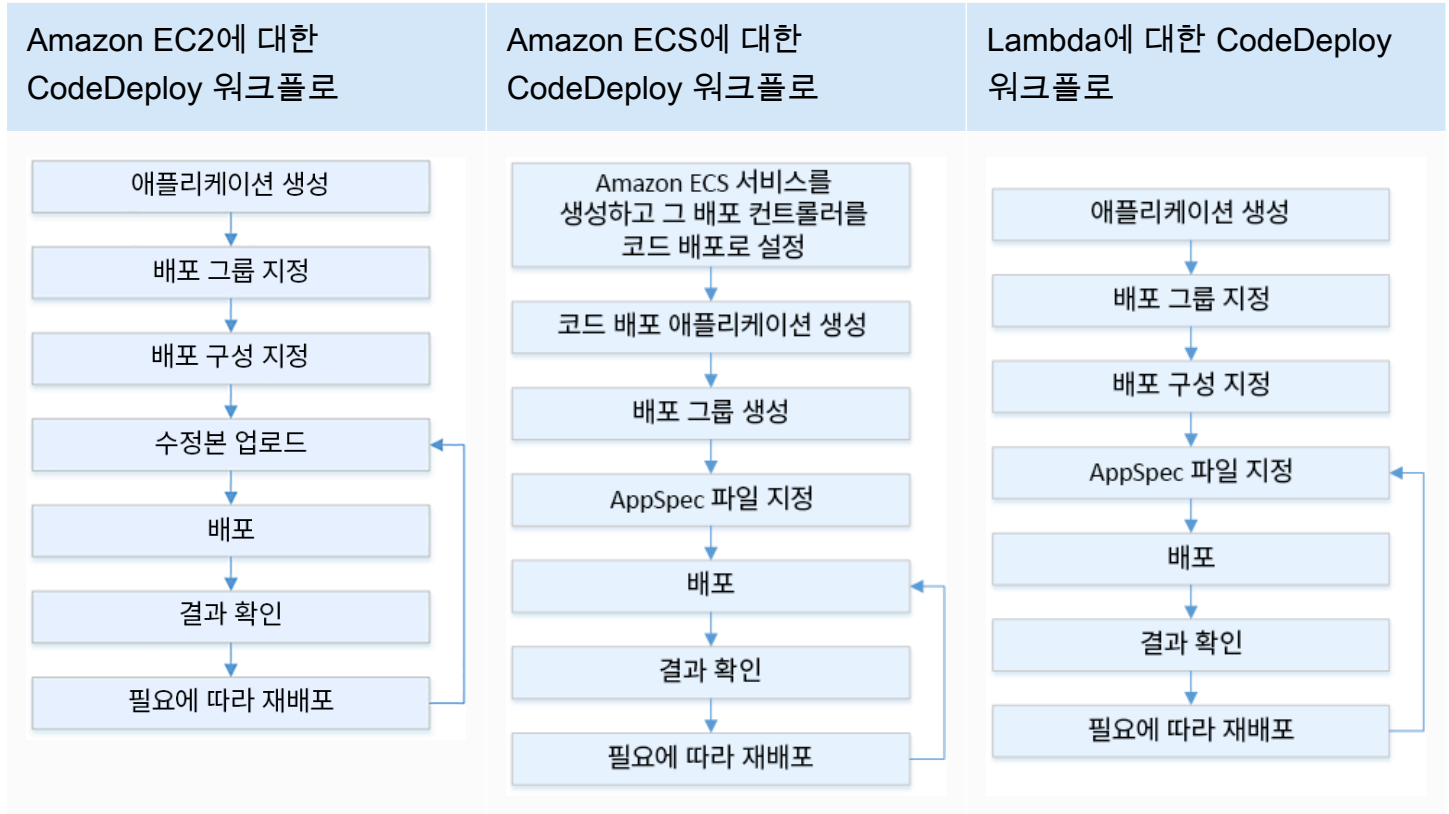 Amazon EC2에 대한
CodeDeploy 워크플로
Amazon ECS에 대한
CodeDeploy 워크플로
Lambda에 대한 CodeDeploy
워크플로
애플리케이션 생성
배포 그룹 지정
배포 구성 지정
수정본 업로드
배포
결과 확인
필요에 따라 재배포
Amazon ECS 서비스를
생성하고 그 배포 컨트롤러를
코드 배포로 설정
코드 배포 애플리케이션 생성
배포 그룹 생성
AppSpec 파일 지정
배포
결과 확인
필요에 따라 재배포
애플리케이션 생성
배포 그룹 지정
배포 구성 지정
AppSpec 파일 지정
배포
결과 확인
필요에 따라 재배포